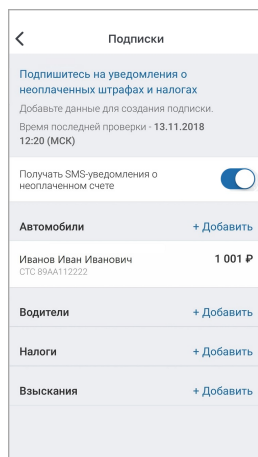 Подписки
Подпишитесь на уведомления о
неоплаченных штрафах и налогах
Добавьте данные для создания подписки.
Время последней проверки - 13.11.2018
12:20 (МСК)
Получать SMS-уведомления о
неоплаченном счете
Автомобили + Добавить
Иванов Иван Иванович 1 001 ₽
СТС 89АА112222
Водители + Добавить
Налоги + Добавить
Взыскания + Добавить